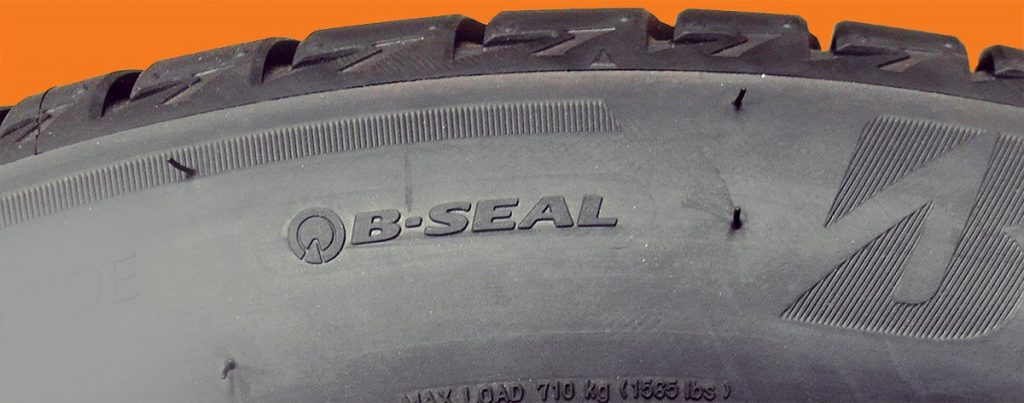 B-SEAL
MAX LOAD 710 kg (1565 lbs)